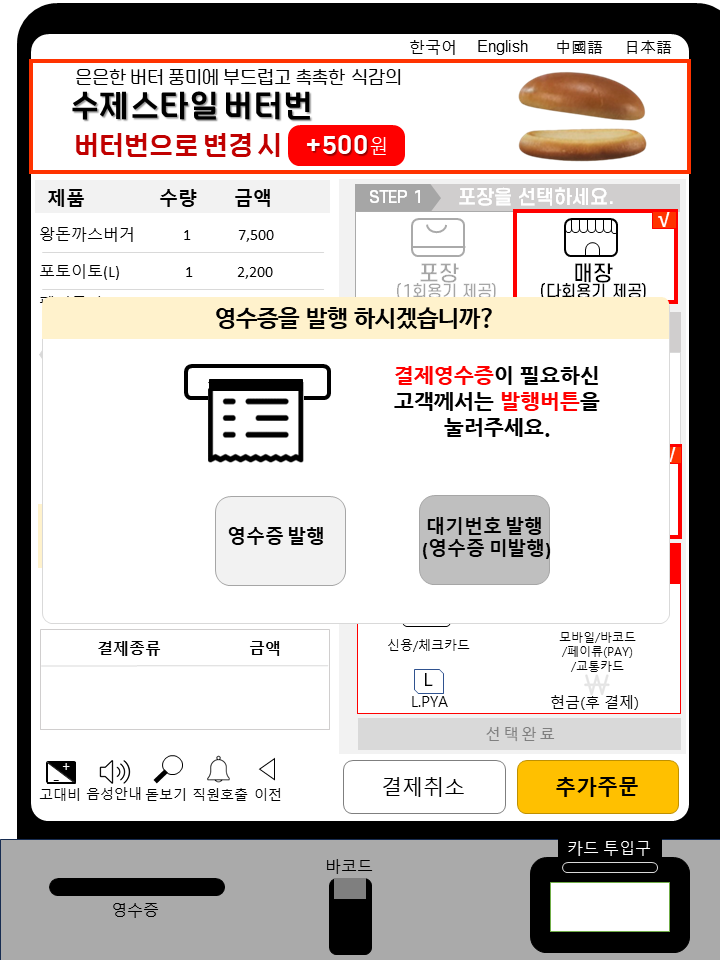 한국어 English 中國語 日本語
은은한 버터 풍미에 부드럽고 촉촉한 식감의
수제스타일 버터번
버터번으로 변경 시 +500원
제품 수량 금액
왕돈까스버거 1 7,500
포토이토(L) 1 2,200
STEP 1 포장을 선택하세요.
포장
(1회용기 제공)
√
매장
(다회용기 제공)
영수증을 발행 하시겠습니까?
결제영수증이 필요하신
고객께서는 발행버튼을
눌러주세요.
영수증 발행
대기번호 발행
(영수증 미발행)
√
결제종류 금액
신용/체크카드
모바일/바코드
/페이류(PAY)
/교통카드
L
L.PYA
₩
현금(후 결제)
선택완료
고대비 음성안내 돋보기 직원호출 이전
결제취소
추가주문
영수증
바코드
카드 투입구